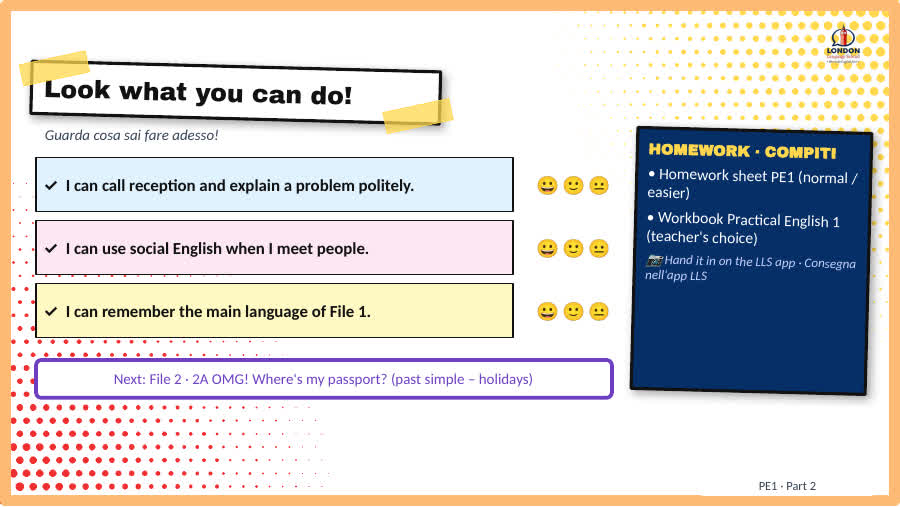 LONDON
Look what you can do!
Guarda cosa sai fare adesso!
✓ I can call reception and explain a problem politely.
✓ I can use social English when I meet people.
✓ I can remember the main language of File 1.
Next: File 2 · 2A OMG! Where's my passport? (past simple – holidays)
HOMEWORK · COMPITI
• Homework sheet PE1 (normal /
easier)
• Workbook Practical English 1
(teacher's choice)
Hand it in on the LLS app · Consegna
nell'app LLS
PE1 · Part 2